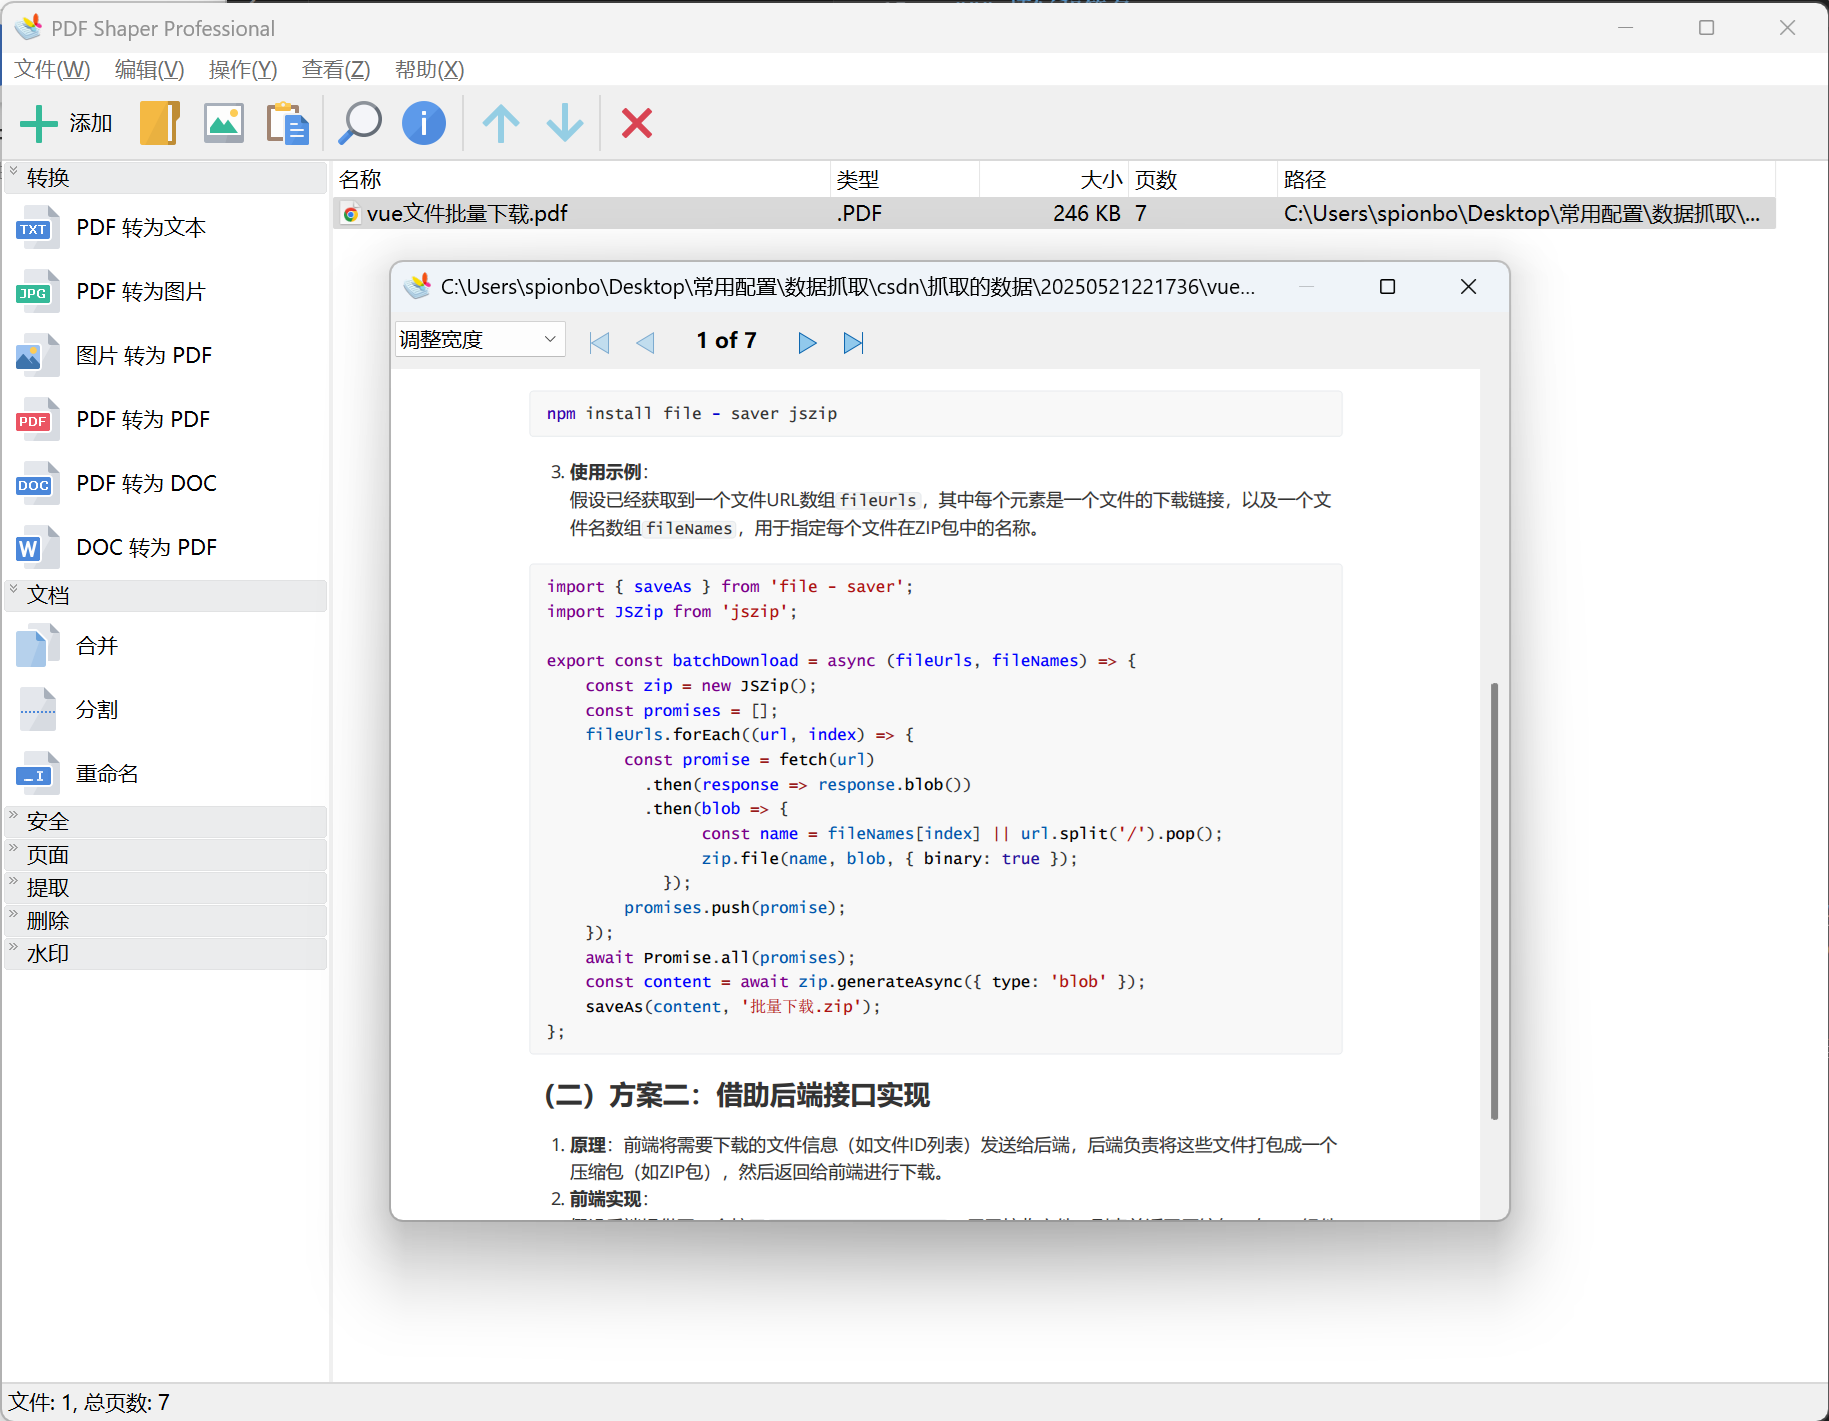 PDF Shaper Professional
文件(W) 编辑(V) 操作(Y) 查看(Z) 帮助(X)
添加
转换
TXT PDF 转为文本
JPG PDF 转为图片
图片 转为 PDF
PDF PDF 转为 PDF
DOC PDF 转为 DOC
W DOC 转为 PDF
文档
合并
分割
重命名
安全
页面
提取
删除
水印
名称 类型 大小 页数 路径
vue文件批量下载.pdf .PDF 246 KB 7 C:\Users\spionbo\Desktop\常用配置\数据抓取\...
C:\Users\spionbo\Desktop\常用配置\数据抓取\csdn\抓取的数据\20250521221736\vue...
调整宽度 1 of 7
npm install file - saver jszip
3. 使用示例：
假设已经获取到一个文件URL数组 fileUrls，其中每个元素是一个文件的下载链接，以及一个文
件名数组 fileNames，用于指定每个文件在ZIP包中的名称。
import { saveAs } from 'file - saver';
import JSZip from 'jszip';
export const batchDownload = async (fileUrls, fileNames) => {
    const zip = new JSZip();
    const promises = [];
    fileUrls.forEach((url, index) => {
        const promise = fetch(url)
          .then(response => response.blob())
          .then(blob => {
                const name = fileNames[index] || url.split('/').pop();
                zip.file(name, blob, { binary: true });
            });
        promises.push(promise);
    });
    await Promise.all(promises);
    const content = await zip.generateAsync({ type: 'blob' });
    saveAs(content, '批量下载.zip');
};
（二）方案二：借助后端接口实现
1. 原理：前端将需要下载的文件信息（如文件ID列表）发送给后端，后端负责将这些文件打包成一个
压缩包（如ZIP包），然后返回给前端进行下载。
2. 前端实现：
文件: 1, 总页数: 7